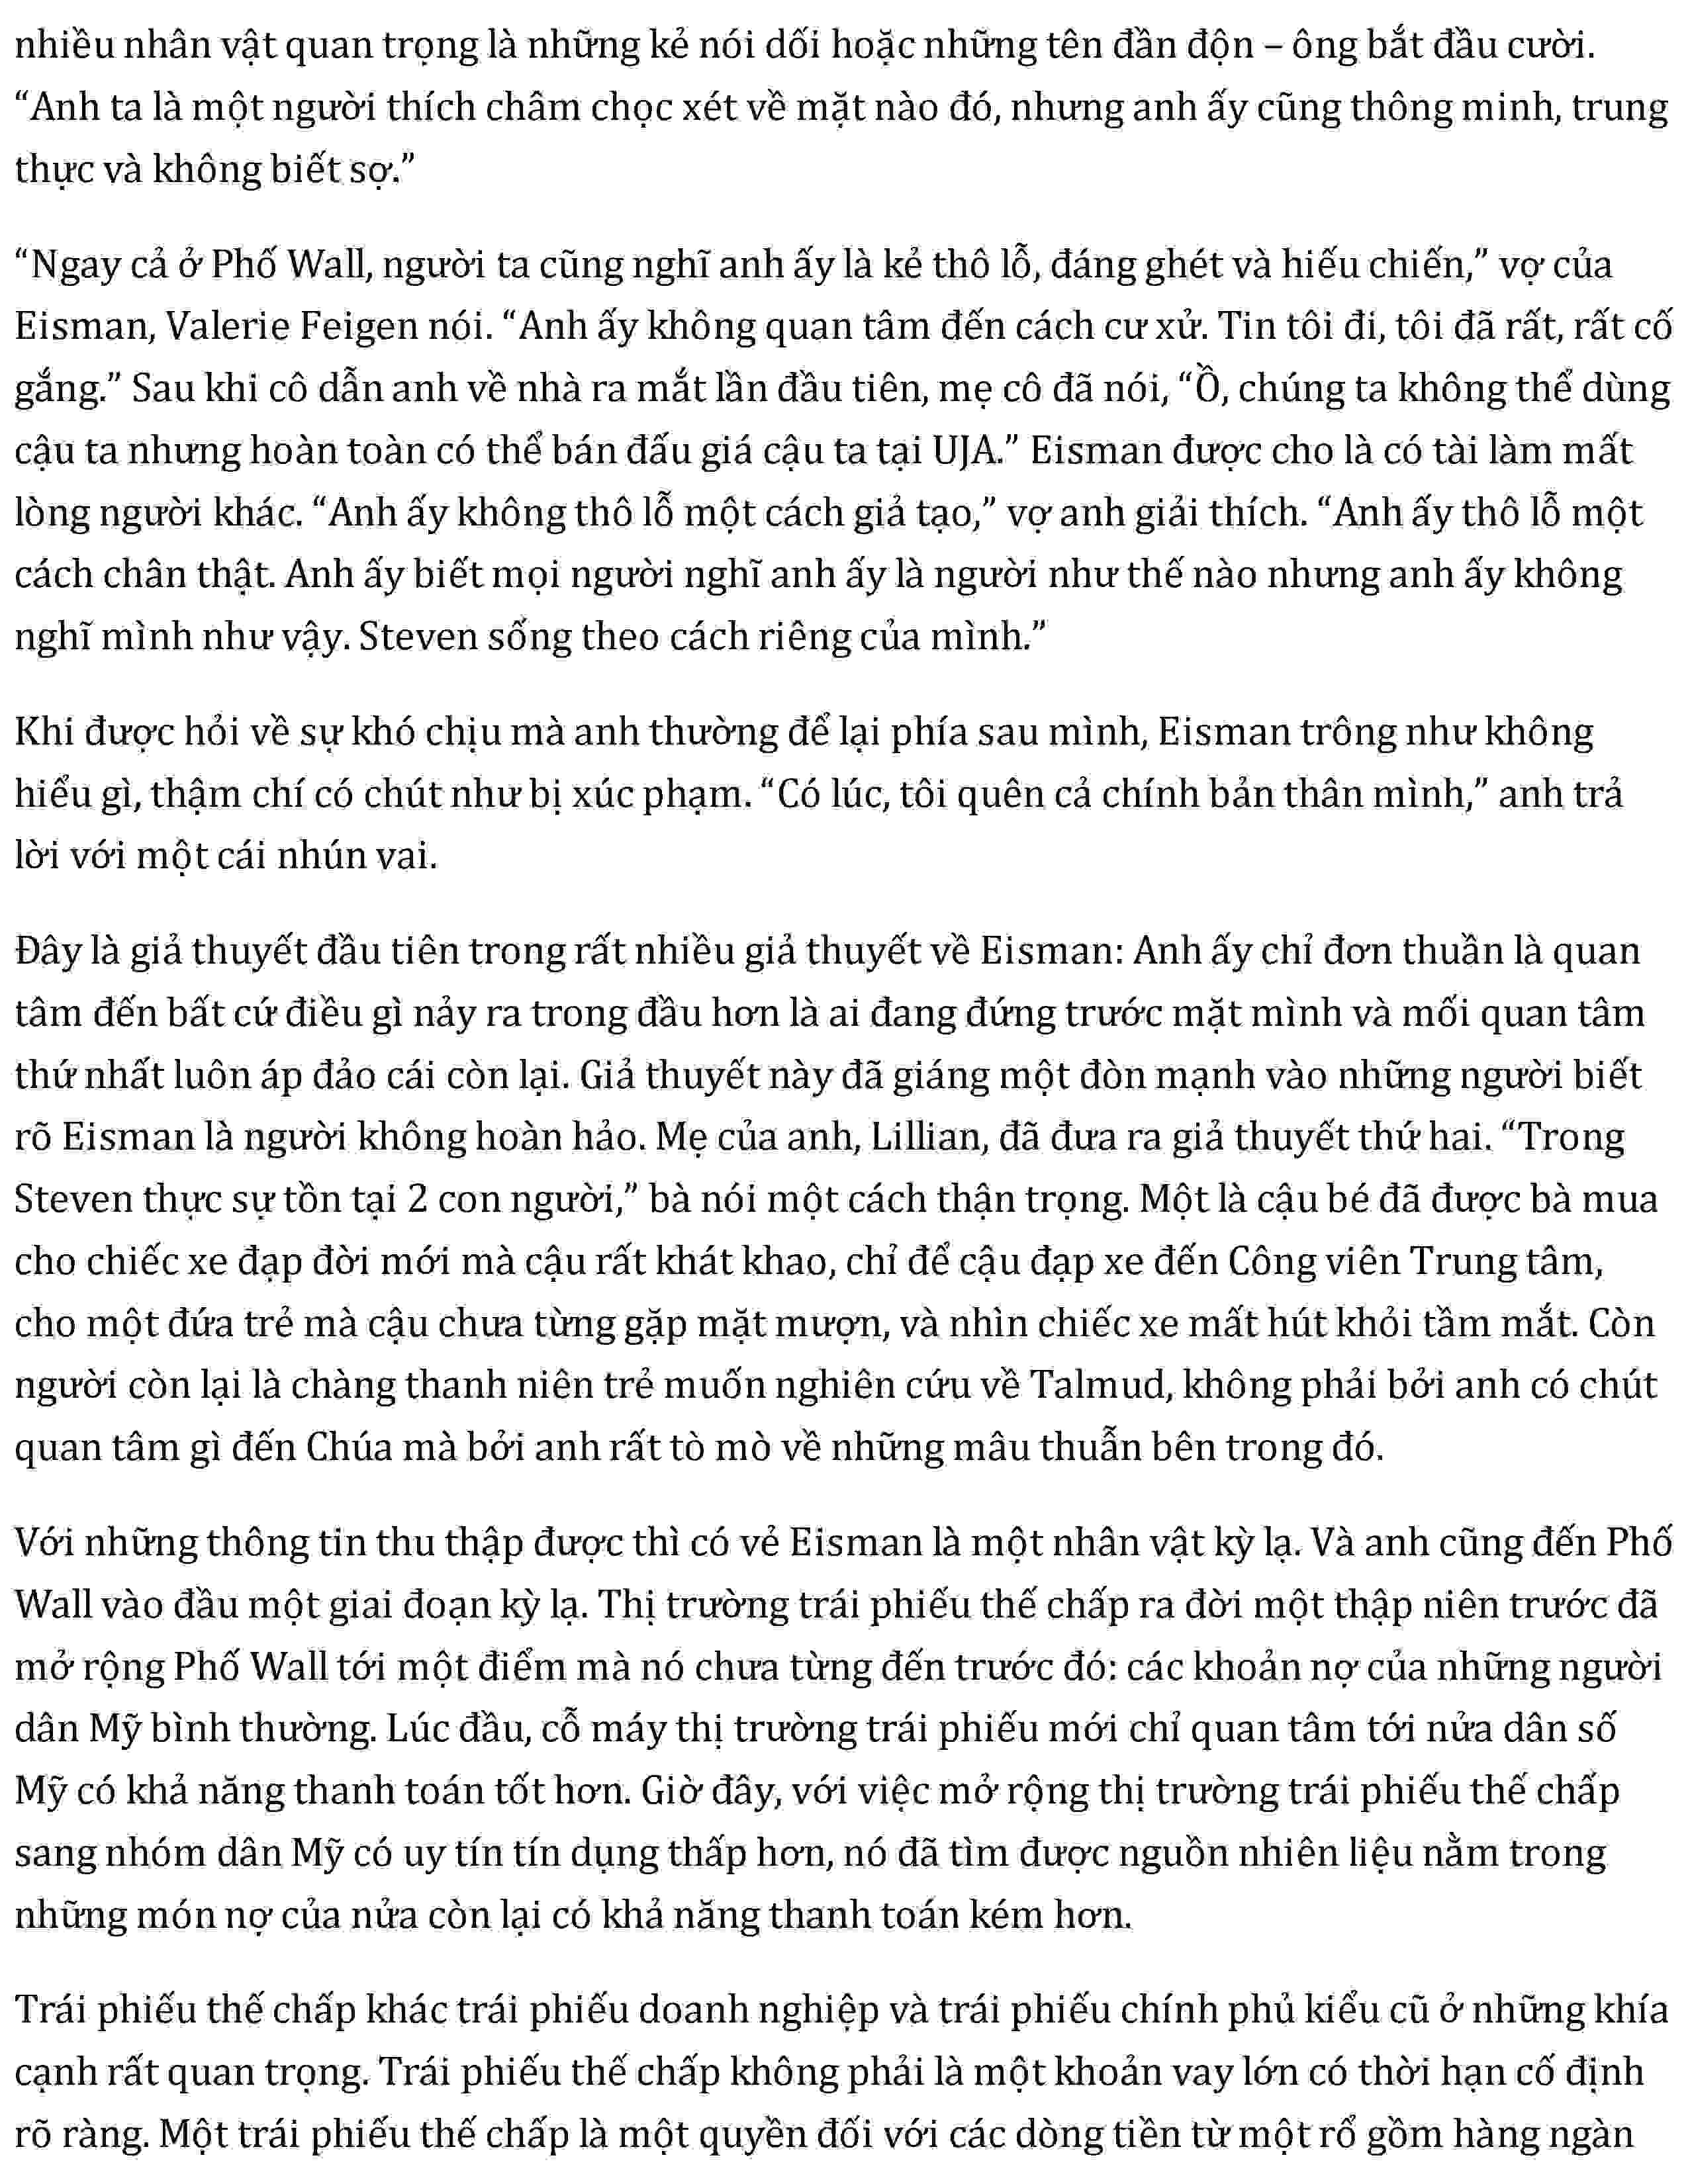 nhiều nhân vật quan trọng là những kẻ nói dối hoặc những tên đần độn – ông bắt đầu cười.
“Anh ta là một người thích châm chọc xét về mặt nào đó, nhưng anh ấy cũng thông minh, trung
thực và không biết sợ.”
“Ngay cả ở Phố Wall, người ta cũng nghĩ anh ấy là kẻ thô lỗ, đáng ghét và hiếu chiến,” vợ của
Eisman, Valerie Feigen nói. “Anh ấy không quan tâm đến cách cư xử. Tin tôi đi, tôi đã rất, rất cố
gắng.” Sau khi cô dẫn anh về nhà ra mắt lần đầu tiên, mẹ cô đã nói, “Ồ, chúng ta không thể dùng
cậu ta nhưng hoàn toàn có thể bán đấu giá cậu ta tại UJA.” Eisman được cho là có tài làm mất
lòng người khác. “Anh ấy không thô lỗ một cách giả tạo,” vợ anh giải thích. “Anh ấy thô lỗ một
cách chân thật. Anh ấy biết mọi người nghĩ anh ấy là người như thế nào nhưng anh ấy không
nghĩ mình như vậy. Steven sống theo cách riêng của mình.”
Khi được hỏi về sự khó chịu mà anh thường để lại phía sau mình, Eisman trông như không
hiểu gì, thậm chí có chút như bị xúc phạm. “Có lúc, tôi quên cả chính bản thân mình,” anh trả
lời với một cái nhún vai.
Đây là giả thuyết đầu tiên trong rất nhiều giả thuyết về Eisman: Anh ấy chỉ đơn thuần là quan
tâm đến bất cứ điều gì nảy ra trong đầu hơn là ai đang đứng trước mặt mình và mối quan tâm
thứ nhất luôn áp đảo cái còn lại. Giả thuyết này đã giáng một đòn mạnh vào những người biết
rõ Eisman là người không hoàn hảo. Mẹ của anh, Lillian, đã đưa ra giả thuyết thứ hai. “Trong
Steven thực sự tồn tại 2 con người,” bà nói một cách thận trọng. Một là cậu bé đã được bà mua
cho chiếc xe đạp đời mới mà cậu rất khát khao, chỉ để cậu đạp xe đến Công viên Trung tâm,
cho một đứa trẻ mà cậu chưa từng gặp mặt mượn, và nhìn chiếc xe mất hút khỏi tầm mắt. Còn
người còn lại là chàng thanh niên trẻ muốn nghiên cứu về Talmud, không phải bởi anh có chút
quan tâm gì đến Chúa mà bởi anh rất tò mò về những mâu thuẫn bên trong đó.
Với những thông tin thu thập được thì có vẻ Eisman là một nhân vật kỳ lạ. Và anh cũng đến Phố
Wall vào đầu một giai đoạn kỳ lạ. Thị trường trái phiếu thế chấp ra đời một thập niên trước đã
mở rộng Phố Wall tới một điểm mà nó chưa từng đến trước đó: các khoản nợ của những người
dân Mỹ bình thường. Lúc đầu, cỗ máy thị trường trái phiếu mới chỉ quan tâm tới nửa dân số
Mỹ có khả năng thanh toán tốt hơn. Giờ đây, với việc mở rộng thị trường trái phiếu thế chấp
sang nhóm dân Mỹ có uy tín tín dụng thấp hơn, nó đã tìm được nguồn nhiên liệu nằm trong
những món nợ của nửa còn lại có khả năng thanh toán kém hơn.
Trái phiếu thế chấp khác trái phiếu doanh nghiệp và trái phiếu chính phủ kiểu cũ ở những khía
cạnh rất quan trọng. Trái phiếu thế chấp không phải là một khoản vay lớn có thời hạn cố định
rõ ràng. Một trái phiếu thế chấp là một quyền đối với các dòng tiền từ một rổ gồm hàng ngàn